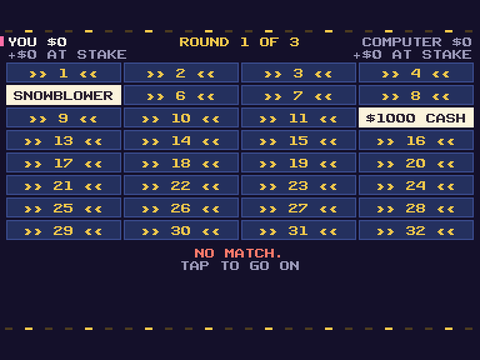 YOU $0 ROUND 1 OF 3 COMPUTER $0
+$0 AT STAKE +$0 AT STAKE
>> 1 << >> 2 << >> 3 << >> 4 <<
SNOWBLOWER >> 6 << >> 7 << >> 8 <<
>> 9 << >> 10 << >> 11 << $1000 CASH
>> 13 << >> 14 << >> 15 << >> 16 <<
>> 17 << >> 18 << >> 19 << >> 20 <<
>> 21 << >> 22 << >> 23 << >> 24 <<
>> 25 << >> 26 << >> 27 << >> 28 <<
>> 29 << >> 30 << >> 31 << >> 32 <<
NO MATCH.
TAP TO GO ON